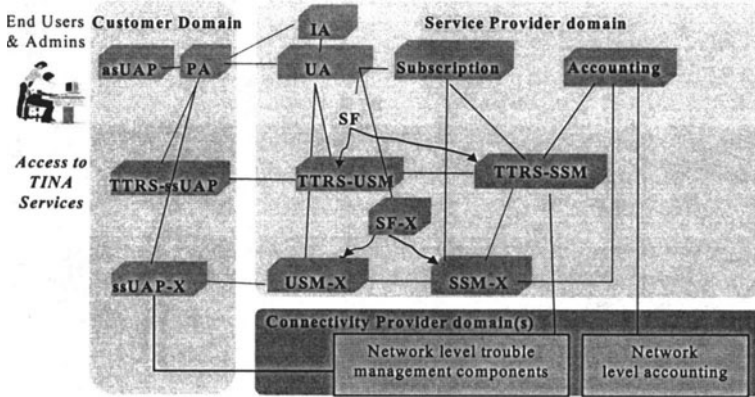 End Users
& Admins
Customer Domain
Service Provider domain
IA
asUAP
PA
UA
Subscription
Accounting
SF
Access to
TINA
Services
TTRS-ssUAP
TTRS-USM
TTRS-SSM
SF-X
ssUAP-X
USM-X
SSM-X
Connectivity Provider domain(s)
Network level trouble
management components
Network
level accounting